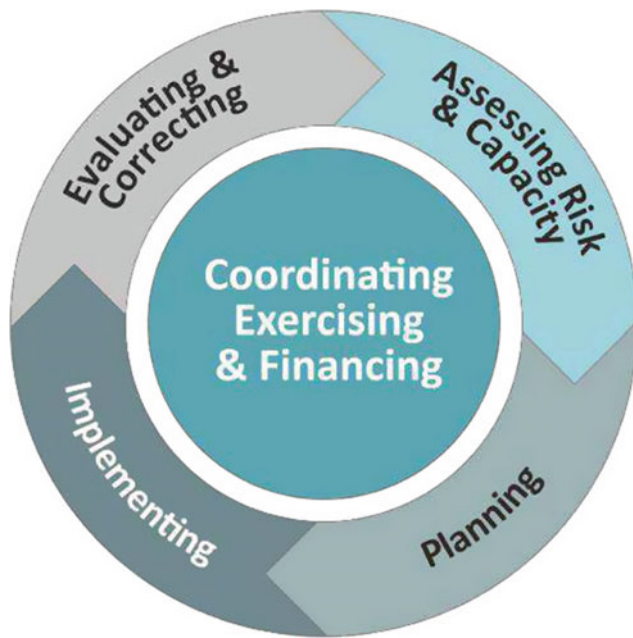 Evaluating &
Correcting
Assessing Risk
& Capacity
Coordinating
Exercising
& Financing
Implementing
Planning